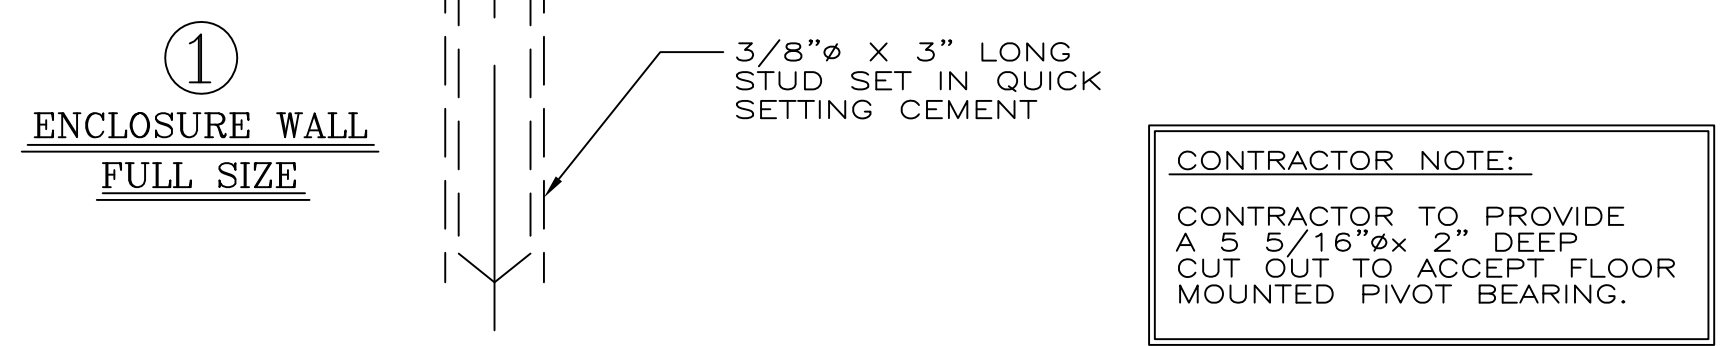 1
ENCLOSURE WALL
FULL SIZE
3/8"ø X 3" LONG
STUD SET IN QUICK
SETTING CEMENT
CONTRACTOR NOTE:
CONTRACTOR TO PROVIDE
A 5 5/16"øx 2" DEEP
CUT OUT TO ACCEPT FLOOR
MOUNTED PIVOT BEARING.